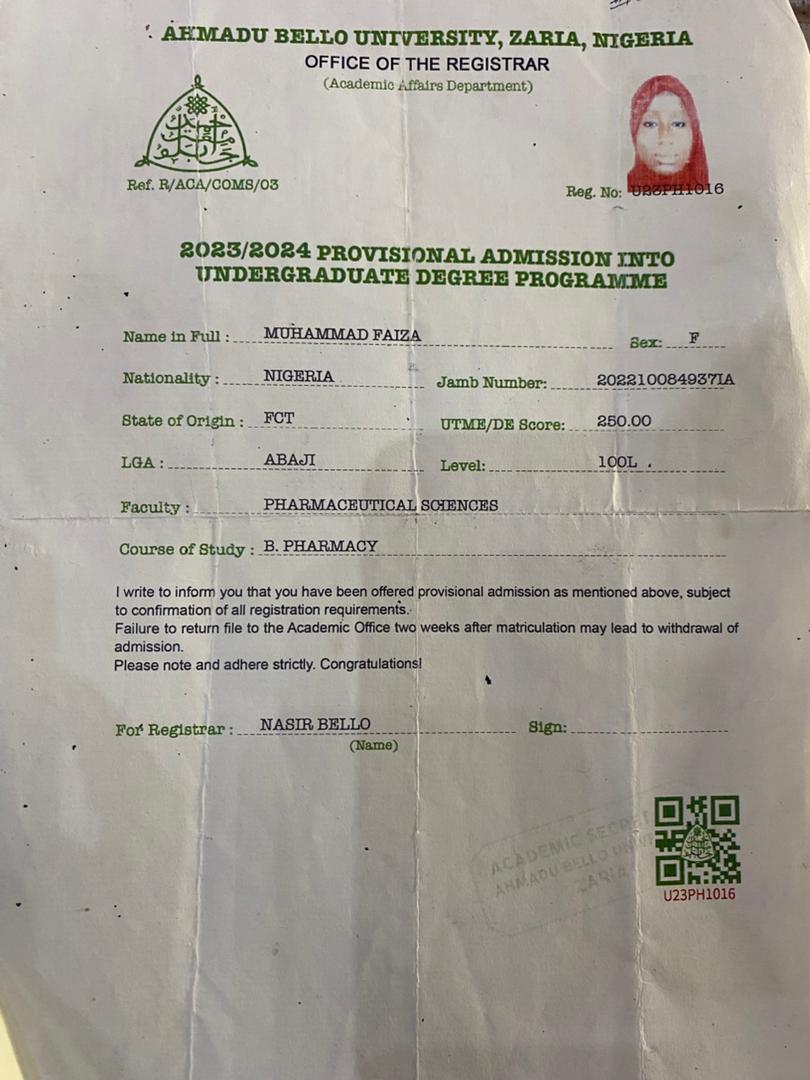 AHMADU BELLO UNIVERSITY, ZARIA, NIGERIA
OFFICE OF THE REGISTRAR
(Academic Affairs Department)
Ref. R/ACA/COMS/03
Reg. No: U23PH1016
2023/2024 PROVISIONAL ADMISSION INTO
UNDERGRADUATE DEGREE PROGRAMME
Name in Full : MUHAMMAD FAIZA Sex: F
Nationality : NIGERIA Jamb Number: 202210084937IA
State of Origin : FCT UTME/DE Score: 250.00
LGA : ABAJI Level: 100L
Faculty : PHARMACEUTICAL SCIENCES
Course of Study : B. PHARMACY
I write to inform you that you have been offered provisional admission as mentioned above, subject
to confirmation of all registration requirements.
Failure to return file to the Academic Office two weeks after matriculation may lead to withdrawal of
admission.
Please note and adhere strictly. Congratulations!
For Registrar : NASIR BELLO Sign:
(Name)
ACADEMIC
AHMADU BELLO
ZARIA
U23PH1016